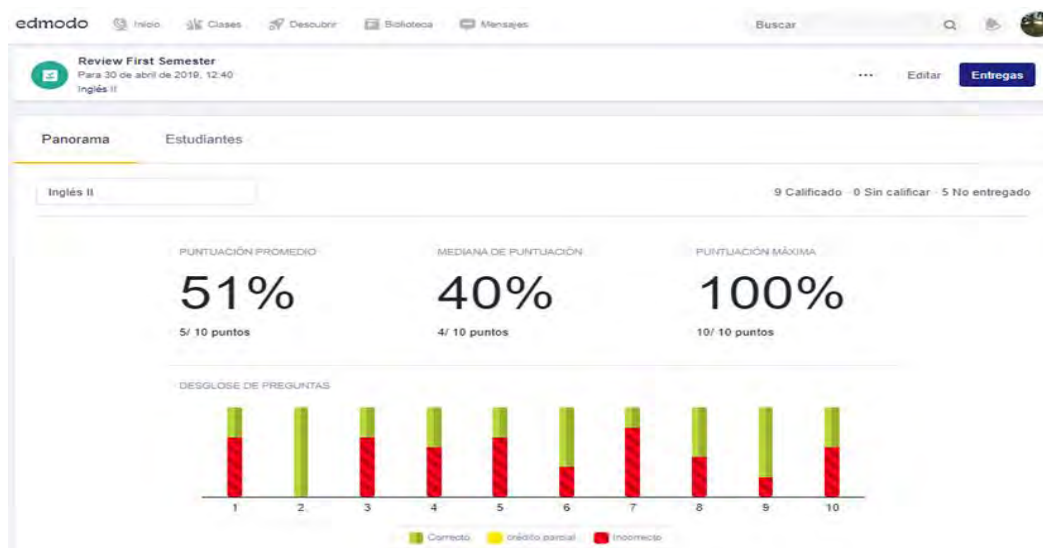 edmodo Inicio Clases Descubrir Biblioteca Mensajes Buscar
Review First Semester
Para 30 de abril de 2019, 12:40
Inglés II
... Editar Entregas
Panorama Estudiantes
Inglés II 9 Calificado · 0 Sin calificar · 5 No entregado
PUNTUACIÓN PROMEDIO MEDIANA DE PUNTUACIÓN PUNTUACIÓN MÁXIMA
51% 40% 100%
5/ 10 puntos 4/ 10 puntos 10/ 10 puntos
DESGLOSE DE PREGUNTAS
1 2 3 4 5 6 7 8 9 10
Correcto crédito parcial Incorrecto